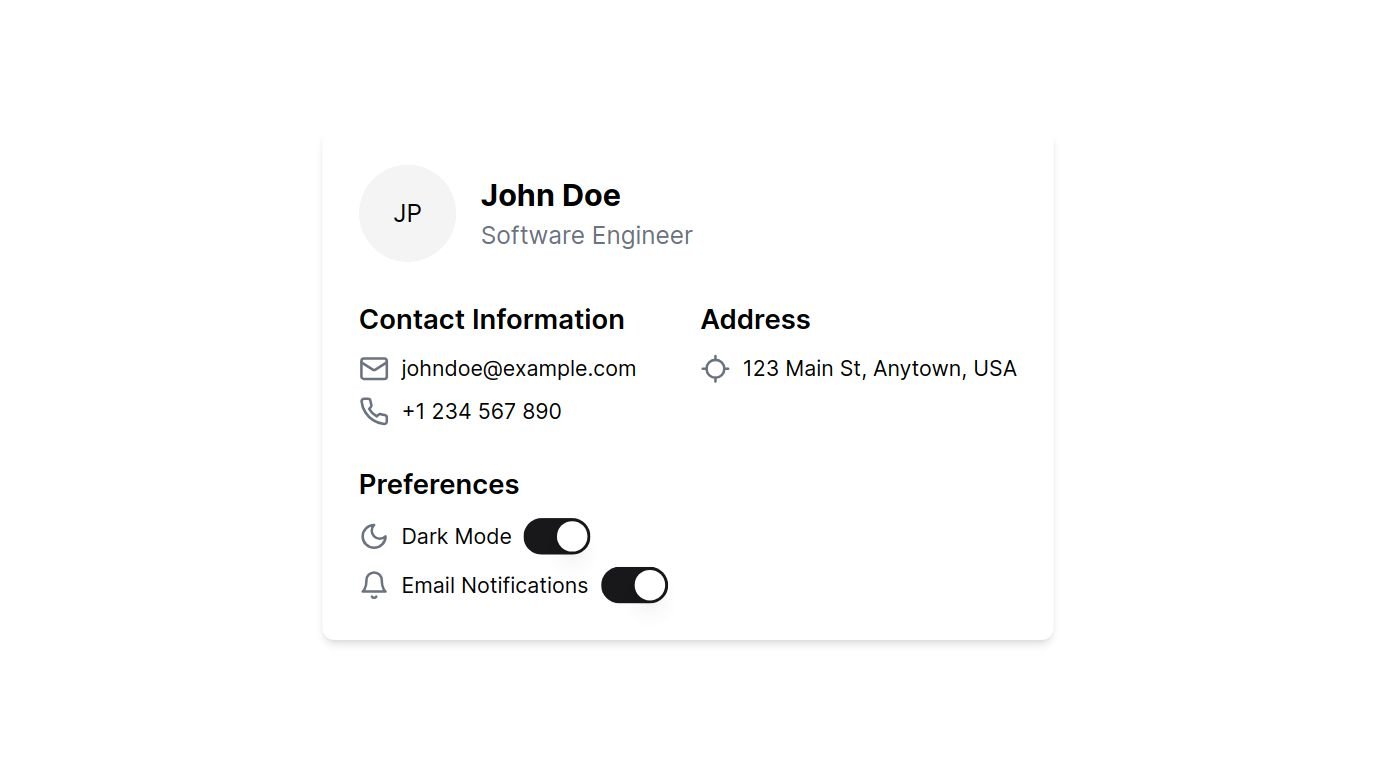 JP
John Doe
Software Engineer
Contact Information
johndoe@example.com
+1 234 567 890
Address
123 Main St, Anytown, USA
Preferences
Dark Mode
Email Notifications